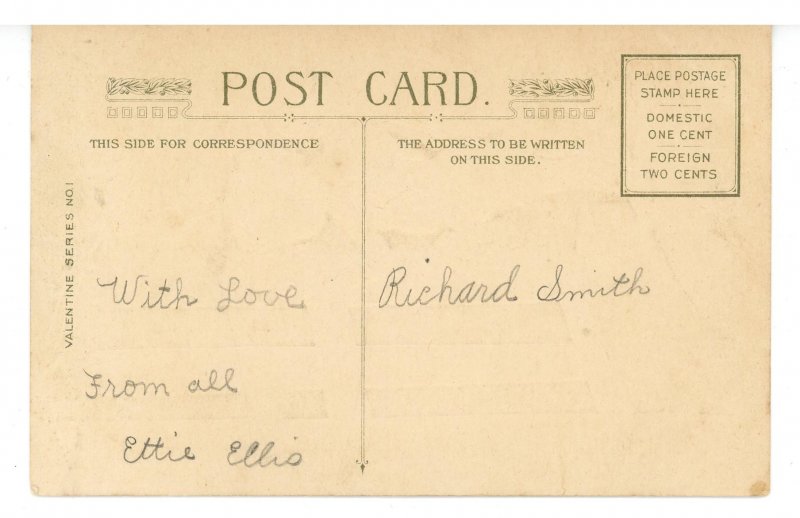 POST CARD.
PLACE POSTAGE
STAMP HERE
DOMESTIC
ONE CENT
FOREIGN
TWO CENTS
THIS SIDE FOR CORRESPONDENCE
THE ADDRESS TO BE WRITTEN
ON THIS SIDE.
VALENTINE SERIES NO.1
With Love
From all
Ettie Ellis
Richard Smith